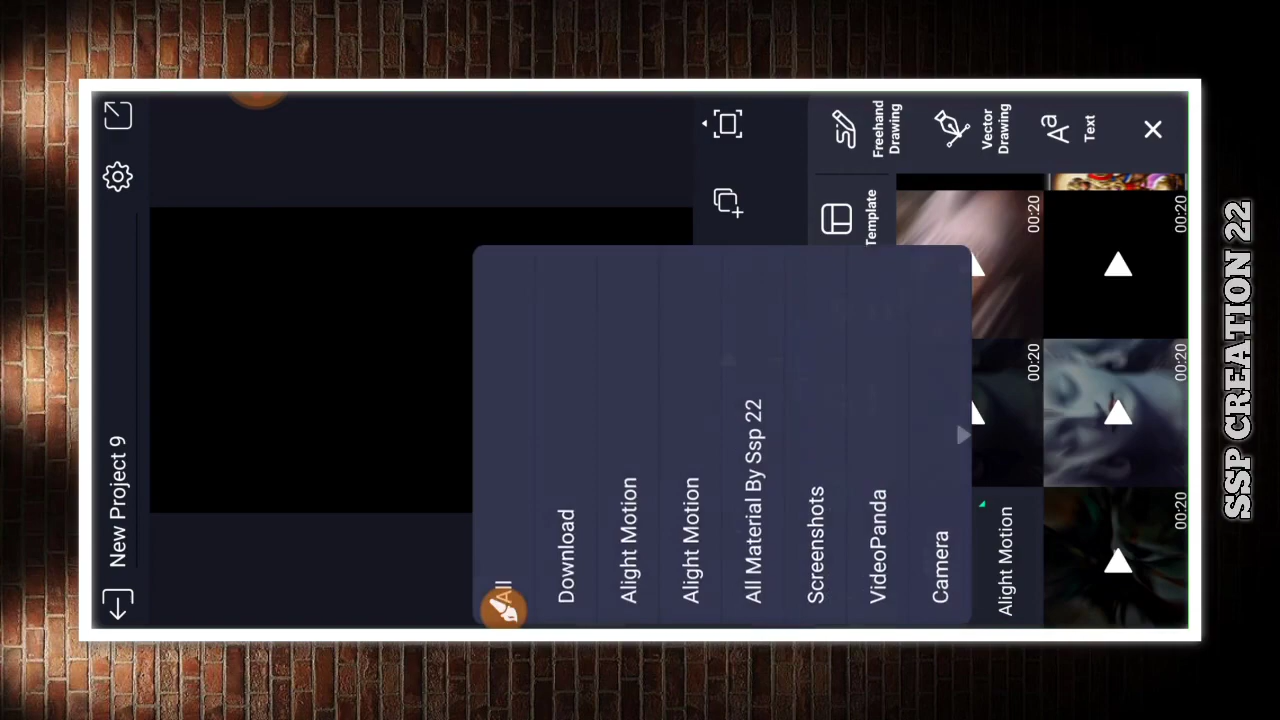 New Project 9
All
Download
Alight Motion
Alight Motion
All Material By Ssp 22
Screenshots
VideoPanda
Camera
Alight Motion
Template
Freehand
Drawing
Vector
Drawing
Aa
Text
00:20
00:20
00:20
00:20
00:20
SSP CREATION 22